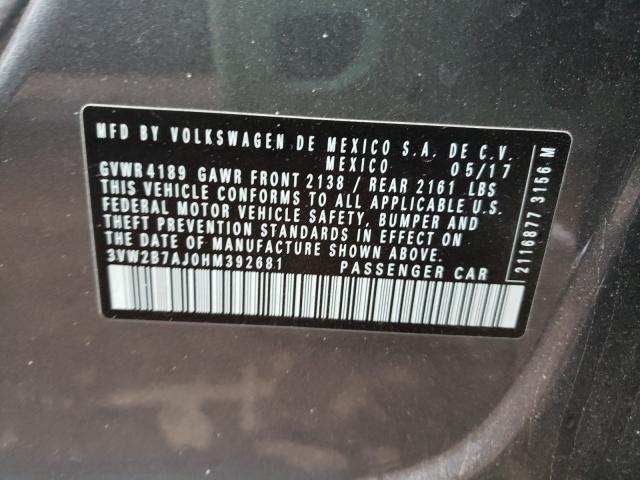 MFD BY VOLKSWAGEN DE MEXICO S.A. DE C.V.
MEXICO 05/17
GVWR4189 GAWR FRONT 2138 / REAR 2161 LBS
THIS VEHICLE CONFORMS TO ALL APPLICABLE U.S.
FEDERAL MOTOR VEHICLE SAFETY, BUMPER AND
THEFT PREVENTION STANDARDS IN EFFECT ON
THE DATE OF MANUFACTURE SHOWN ABOVE.
3VW2B7AJ0HM392681 PASSENGER CAR
2116877 3156 M